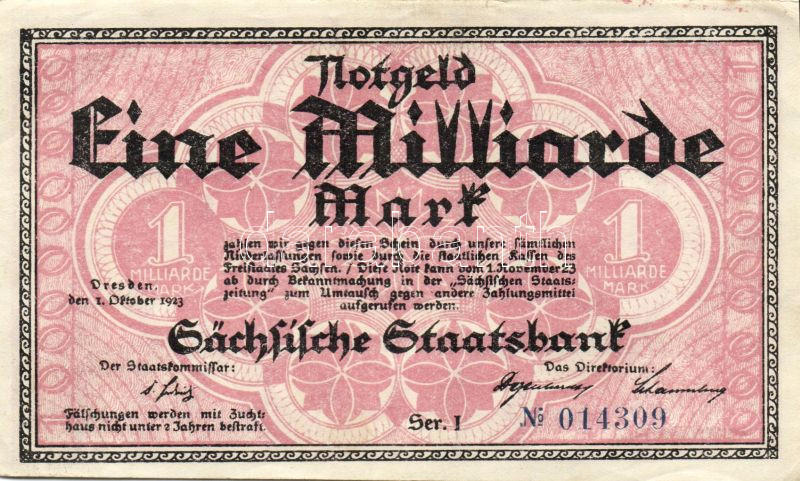 Notgeld
Eine Milliarde
Mark
zahlen wir gegen diesen Schein durch unsere sämtlichen
Niederlassungen sowie durch die staatlichen Kassen des
Freistaates Sachsen. / Diese Note kann vom 1. November 23
ab durch Bekanntmachung in der „Sächsischen Staats-
zeitung“ zum Umtausch gegen andere Zahlungsmittel
aufgerufen werden.
1
MILLIARDE
MARK
1
MILLIARDE
MARK
Dresden,
den 1. Oktober 1923
Sächsische Staatsbank
Der Staatskommissar:
Das Direktorium:
Fälschungen werden mit Zucht-
haus nicht unter 2 Jahren bestraft.
Ser. I
№ 014309